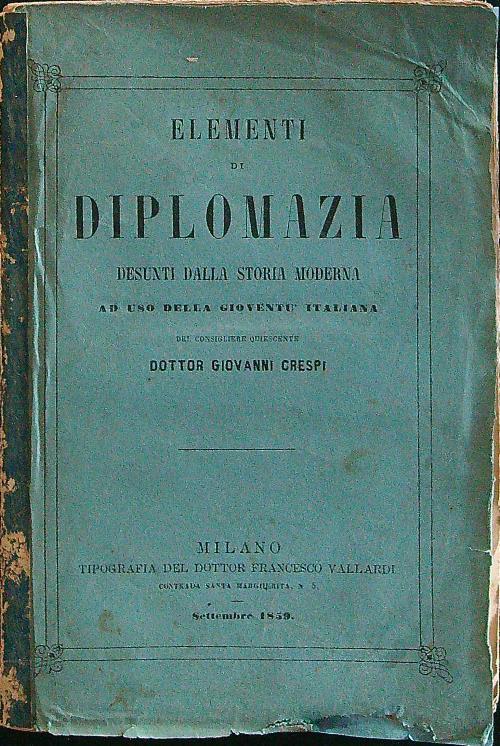 ELEMENTI
DI
DIPLOMAZIA
DESUNTI DALLA STORIA MODERNA
AD USO DELLA GIOVENTU' ITALIANA
DEL CONSIGLIERE QUIESCENTE
DOTTOR GIOVANNI CRESPI
MILANO
TIPOGRAFIA DEL DOTTOR FRANCESCO VALLARDI
CONTRADA SANTA MARGHERITA, N. 5.
Settembre 1859.